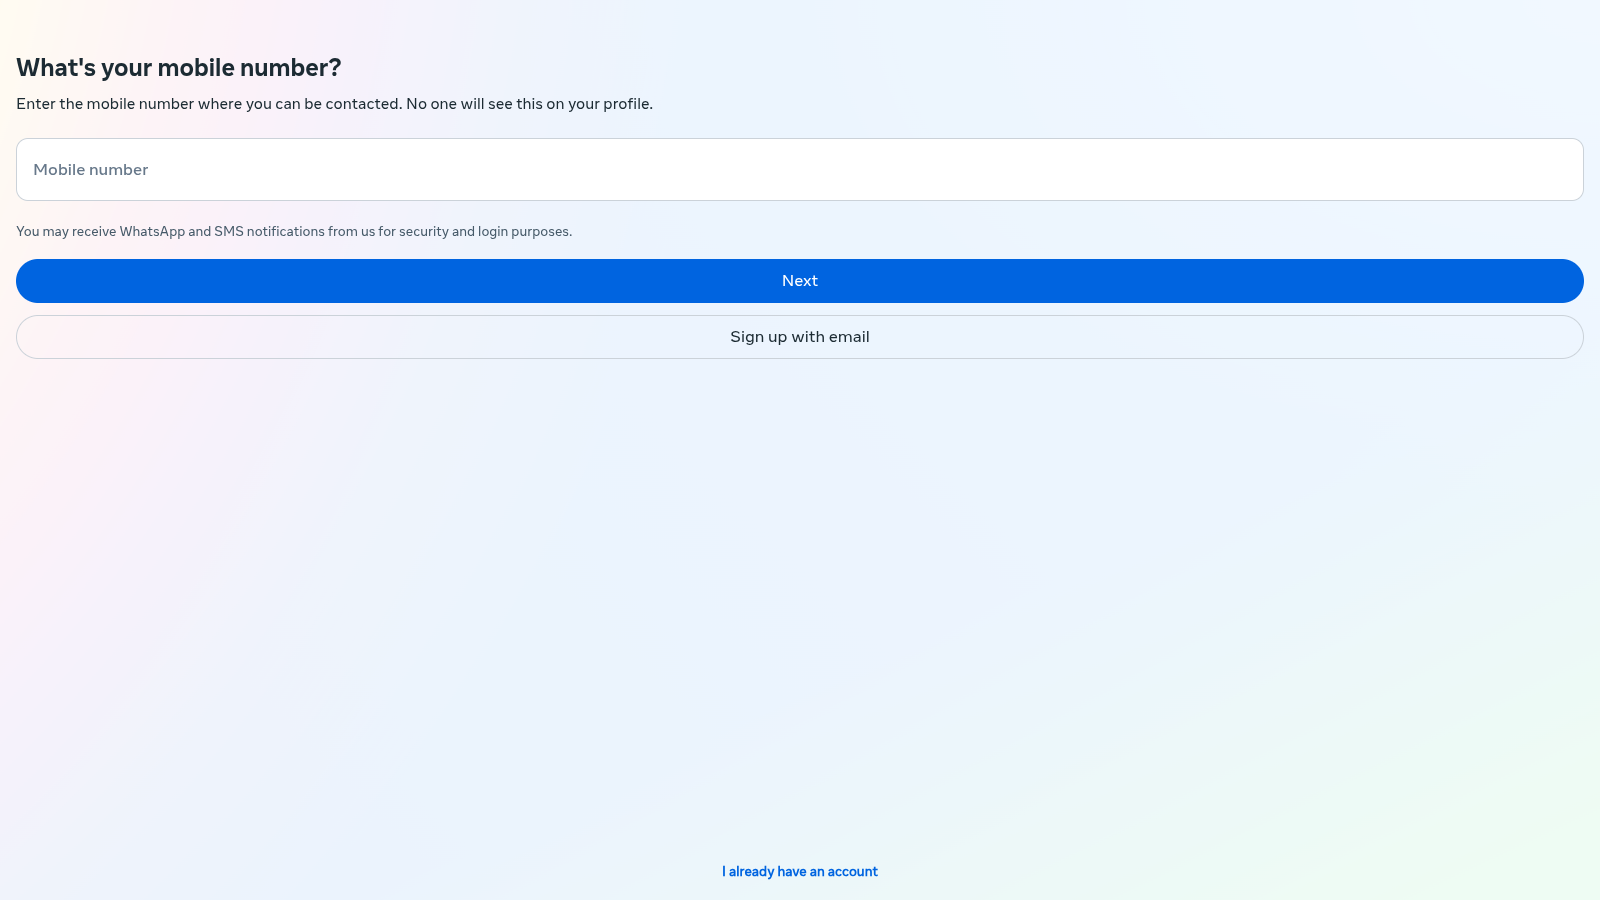 What's your mobile number?
Enter the mobile number where you can be contacted. No one will see this on your profile.
Mobile number
You may receive WhatsApp and SMS notifications from us for security and login purposes.
Next
Sign up with email
I already have an account